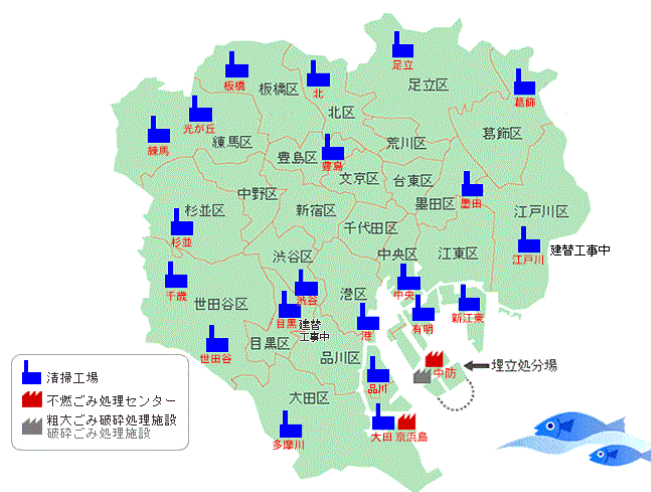 足立
板橋
北
板橋区
足立区
葛飾
北区
光が丘
練馬
練馬区
荒川区
葛飾区
豊島区
豊島
文京区
台東区
中野区
墨田区
墨田
杉並区
新宿区
江戸川区
千代田区
杉並
江戸川
建替工事中
渋谷区
中央区
江東区
千歳
渋谷
港区
中央
世田谷区
目黒
建替
工事中
港
有明
新江東
世田谷
目黒区
品川区
中防
埋立処分場
品川
大田区
多摩川
大田
京浜島
清掃工場
不燃ごみ処理センター
粗大ごみ破砕処理施設
破砕ごみ処理施設